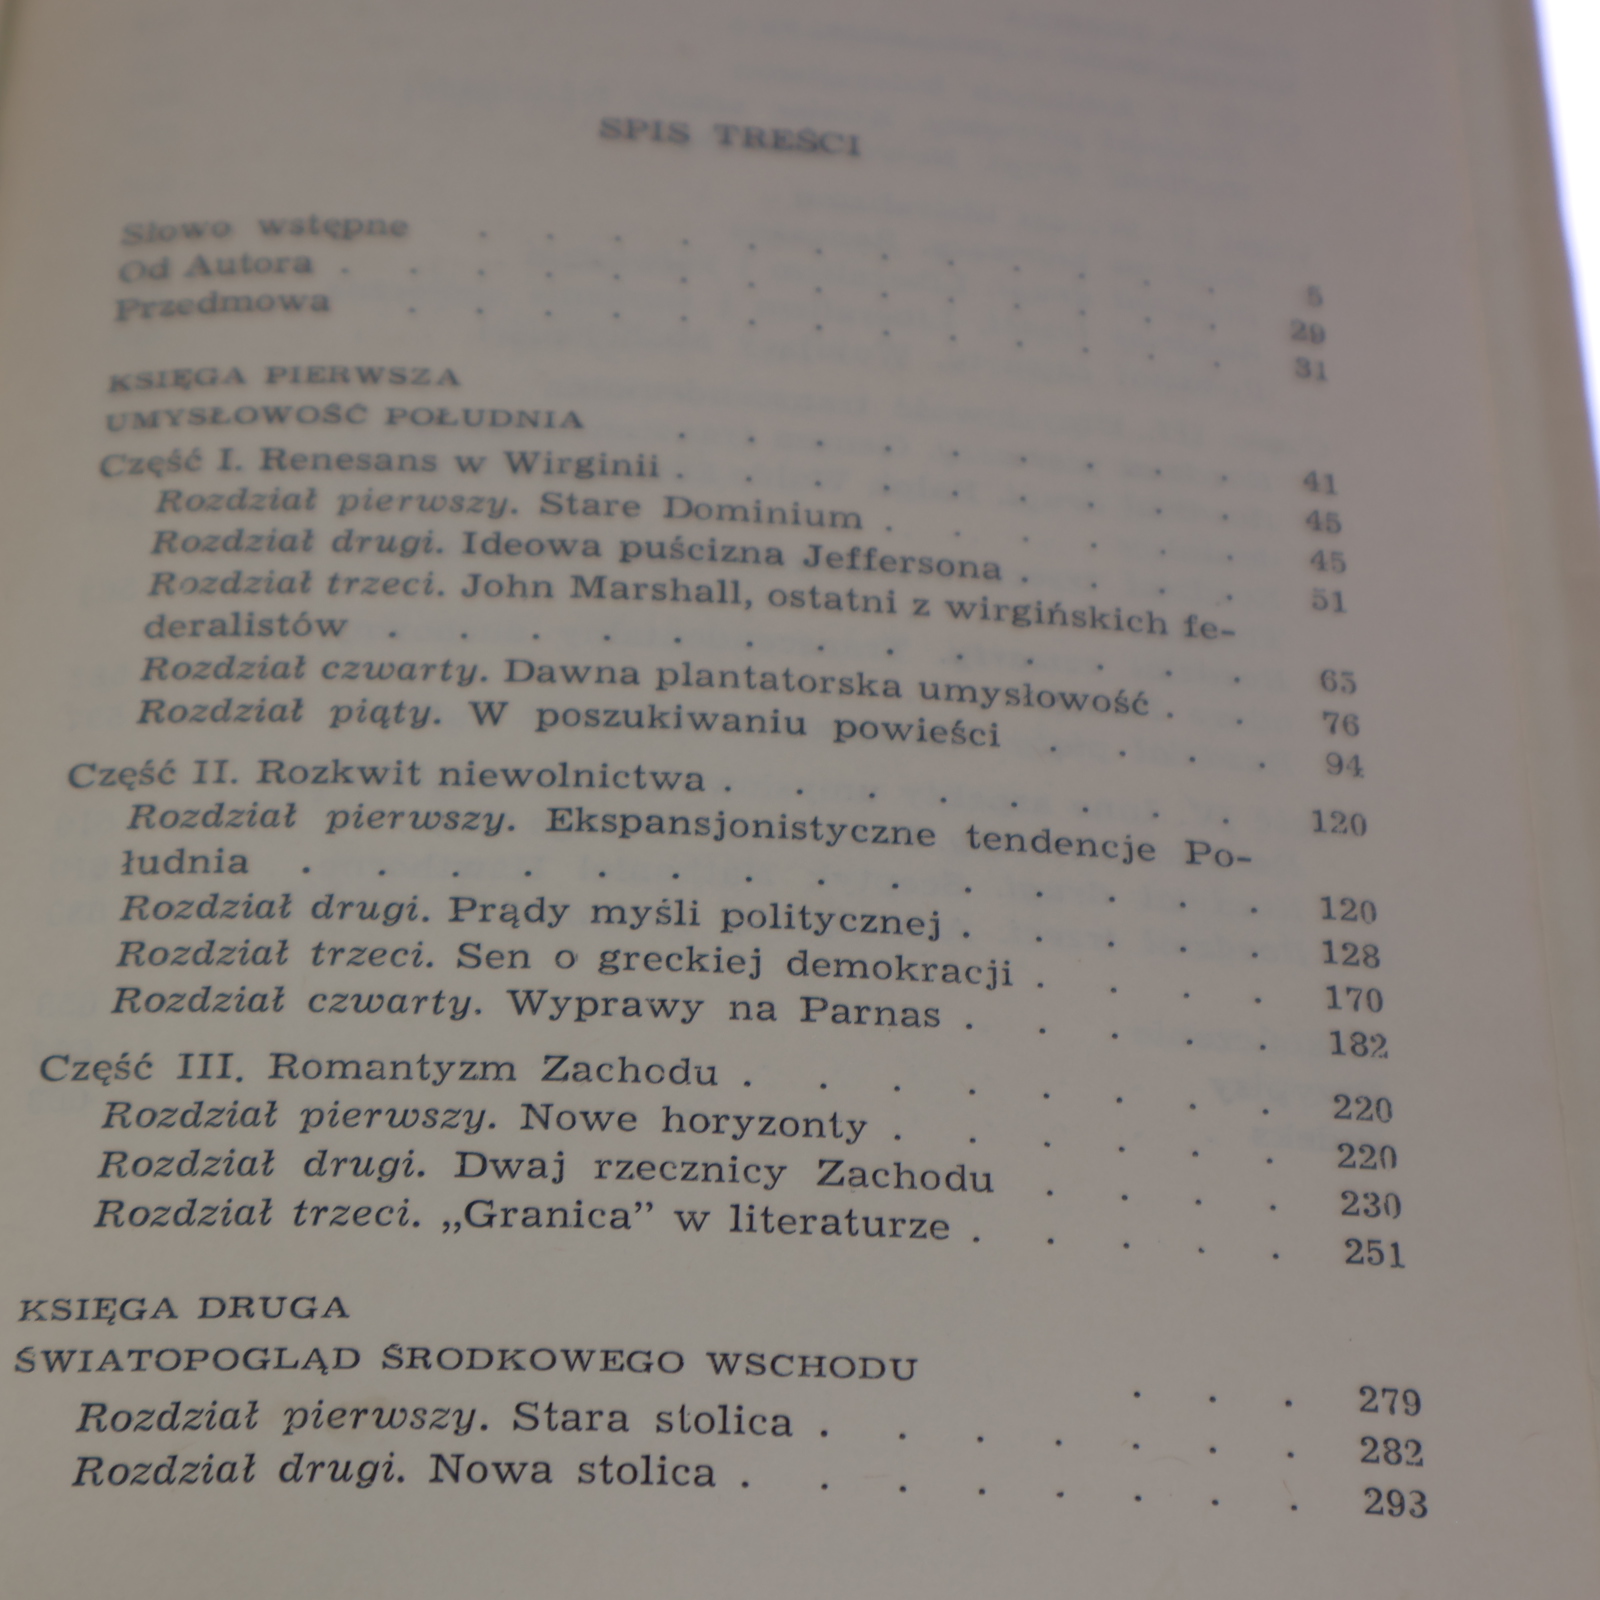 SPIS TREŚCI
Słowo wstępne . . . . . . . . . . . . 5
Od Autora . . . . . . . . . . . . . . 29
Przedmowa . . . . . . . . . . . . . 31
KSIĘGA PIERWSZA
UMYSŁOWOŚĆ POŁUDNIA . . . . . . . . . 41
Część I. Renesans w Wirginii . . . . . . . . . 45
Rozdział pierwszy. Stare Dominium . . . . . . 45
Rozdział drugi. Ideowa puścizna Jeffersona . . . . 51
Rozdział trzeci. John Marshall, ostatni z wirgińskich fe-
deralistów . . . . . . . . . . . . . 65
Rozdział czwarty. Dawna plantatorska umysłowość . . 76
Rozdział piąty. W poszukiwaniu powieści . . . . 94
Część II. Rozkwit niewolnictwa . . . . . . . . 120
Rozdział pierwszy. Ekspansjonistyczne tendencje Po-
łudnia . . . . . . . . . . . . . . 120
Rozdział drugi. Prądy myśli politycznej . . . . . 128
Rozdział trzeci. Sen o greckiej demokracji . . . . 170
Rozdział czwarty. Wyprawy na Parnas . . . . . 182
Część III. Romantyzm Zachodu . . . . . . . . 220
Rozdział pierwszy. Nowe horyzonty . . . . . . 220
Rozdział drugi. Dwaj rzecznicy Zachodu . . . . 230
Rozdział trzeci. „Granica” w literaturze . . . . . 251
KSIĘGA DRUGA
ŚWIATOPOGLĄD ŚRODKOWEGO WSCHODU . . . 279
Rozdział pierwszy. Stara stolica . . . . . . . 282
Rozdział drugi. Nowa stolica . . . . . . . . 293